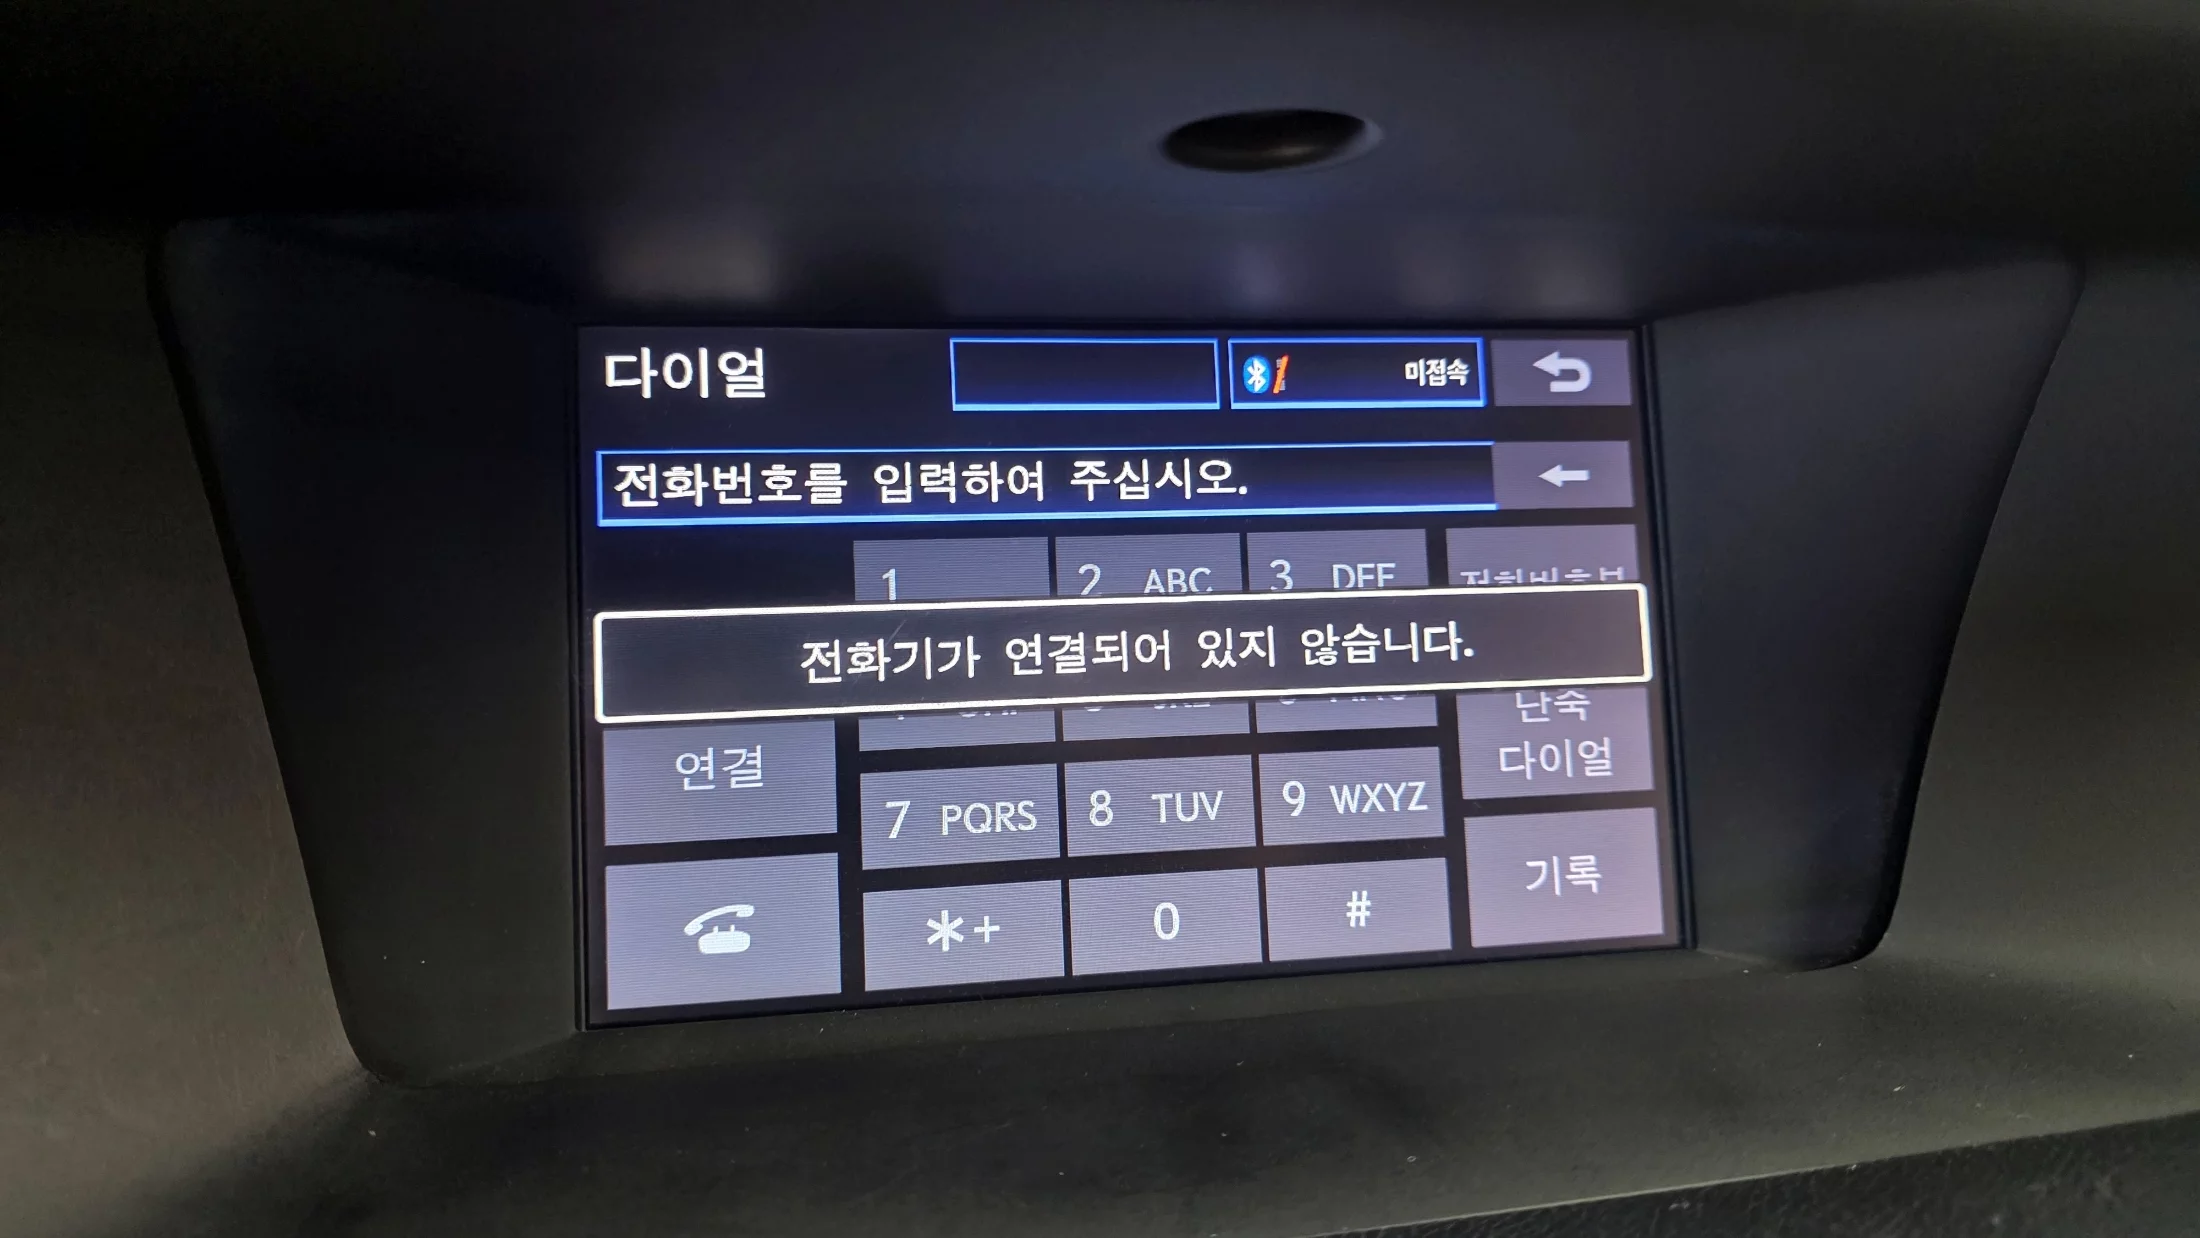 다이얼
미접속
전화번호를 입력하여 주십시오.
1
2 ABC
3 DEF
전화기가 연결되어 있지 않습니다.
연결
단축
다이얼
7 PQRS
8 TUV
9 WXYZ
기록
*+
0
#